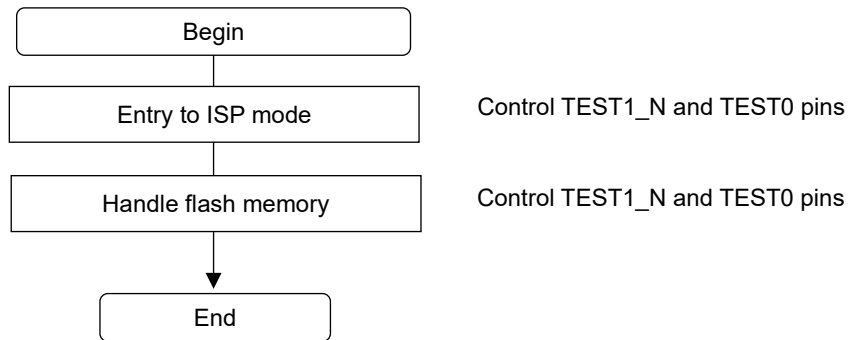 Begin
Entry to ISP mode
Control TEST1_N and TEST0 pins
Handle flash memory
Control TEST1_N and TEST0 pins
End